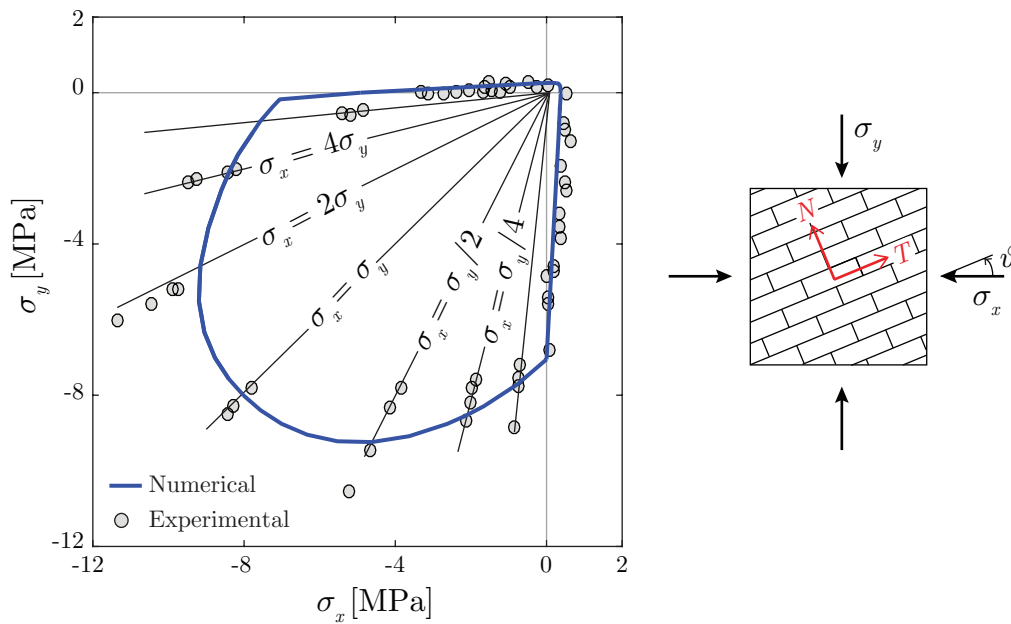 2
0
-4
-8
-12
σ_y [MPa]
-12
-8
-4
0
2
σ_x [MPa]
σ_x = 4σ_y
σ_x = 2σ_y
σ_x = σ_y
σ_x = σ_y/2
σ_x = σ_y/4
Numerical
Experimental
σ_y
N
T
ϑ
σ_x